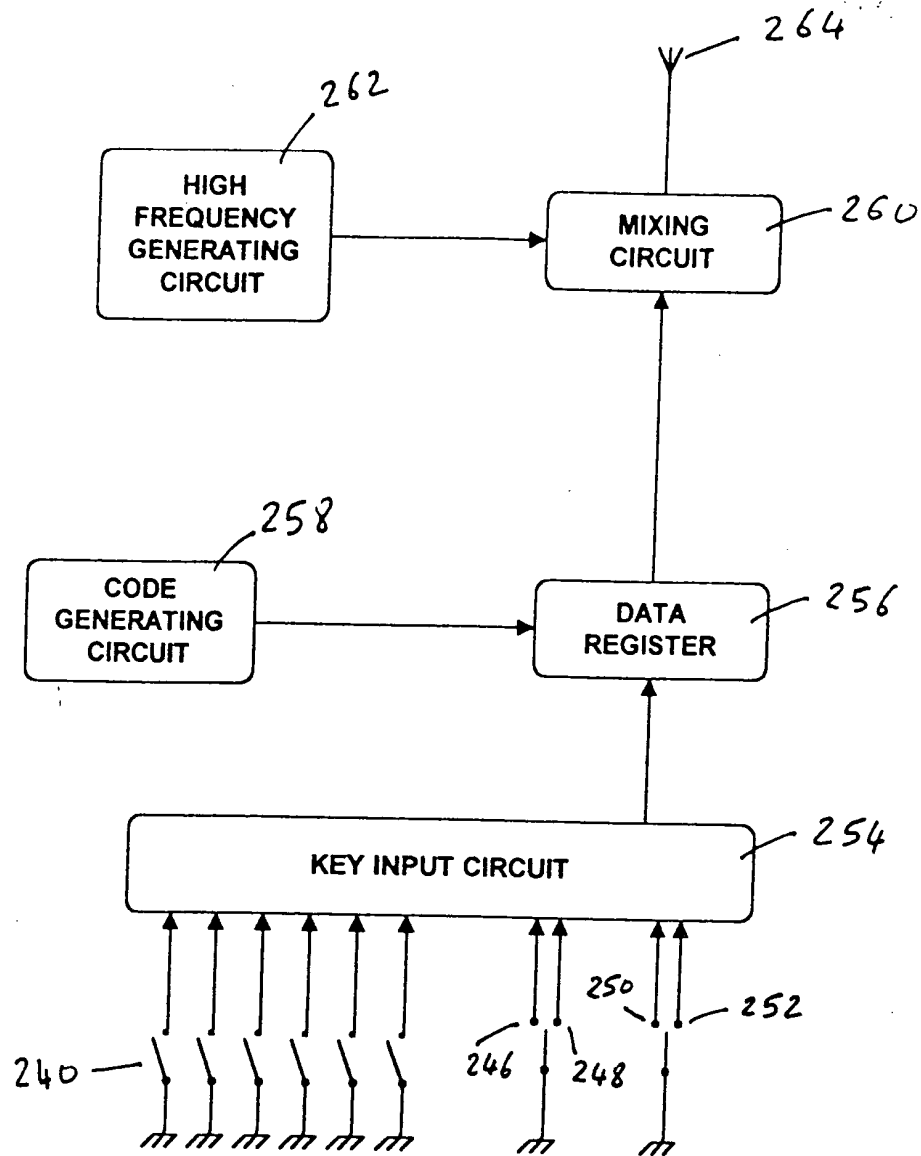 264
262
HIGH
FREQUENCY
GENERATING
CIRCUIT
MIXING
CIRCUIT
260
258
CODE
GENERATING
CIRCUIT
DATA
REGISTER
256
254
KEY INPUT CIRCUIT
250
252
240
246
248